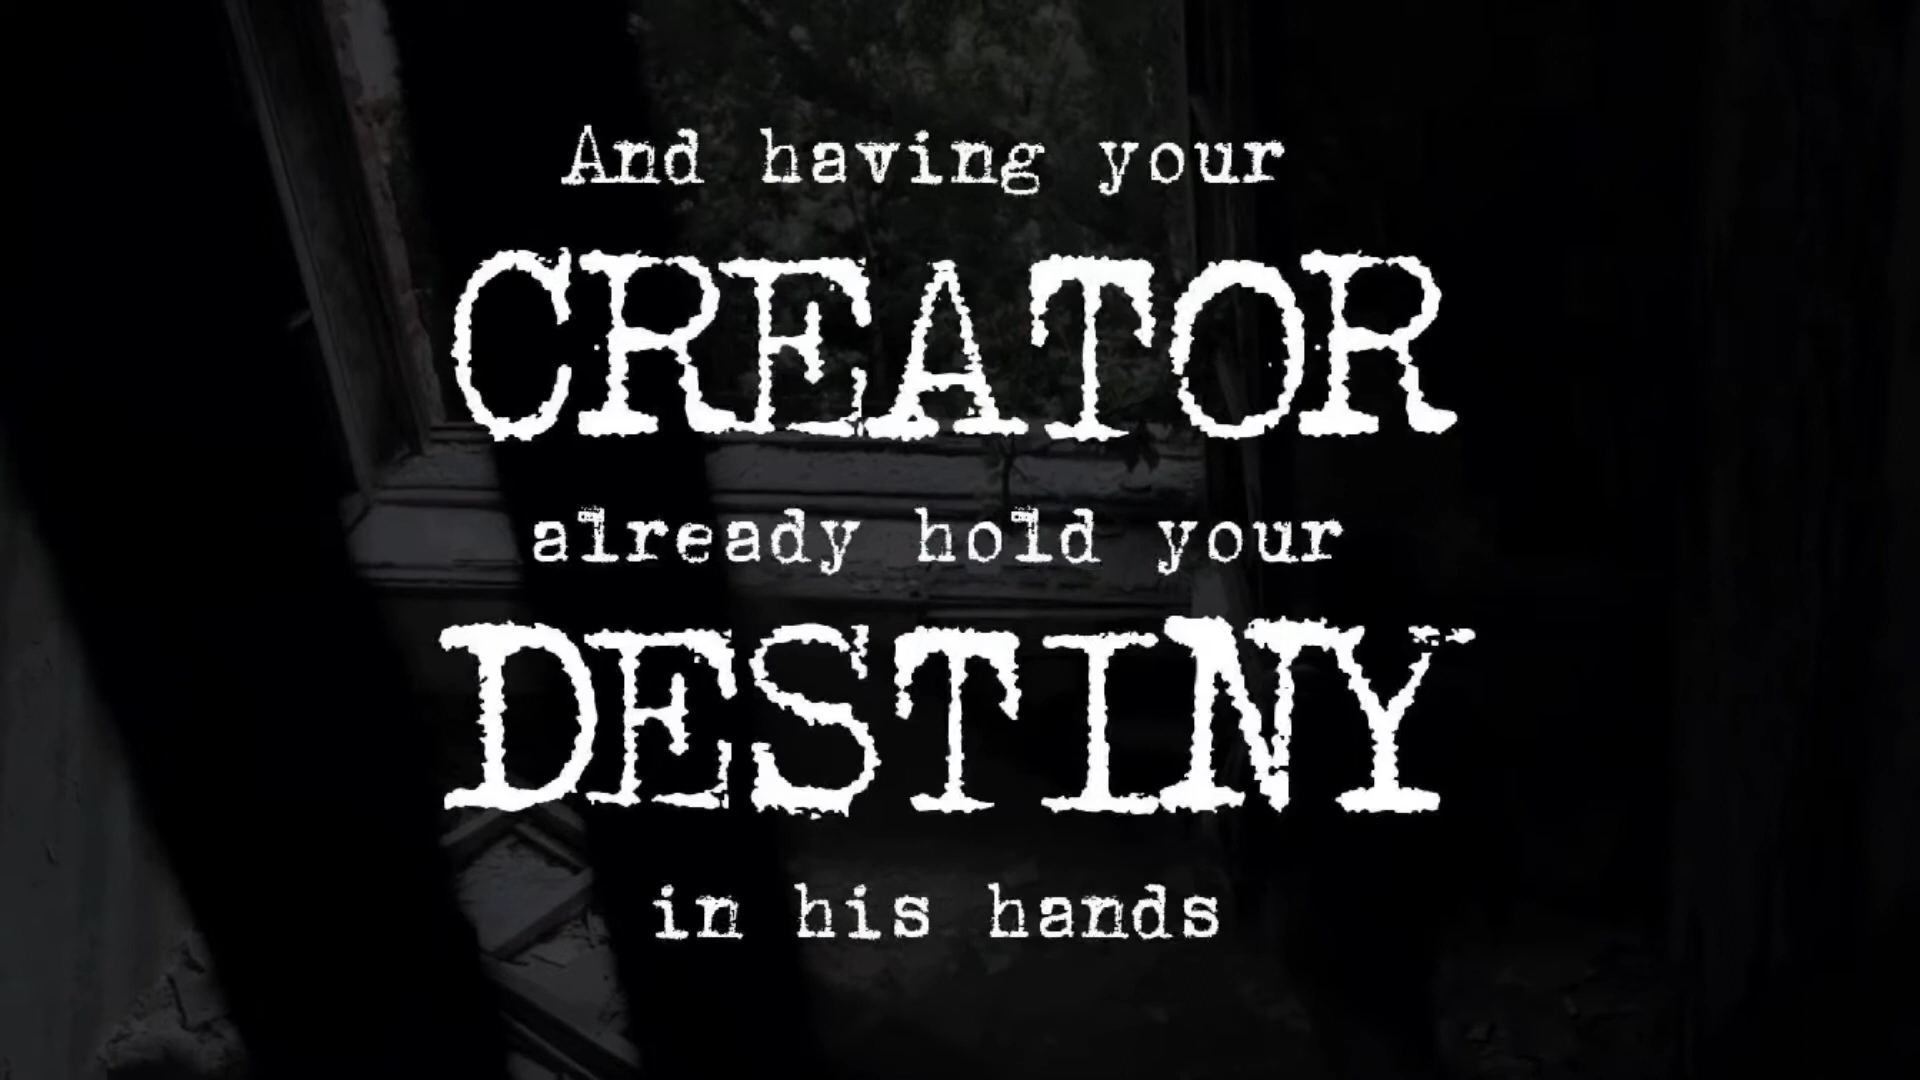 And having your
CREATOR
already hold your
DESTINY
in his hands